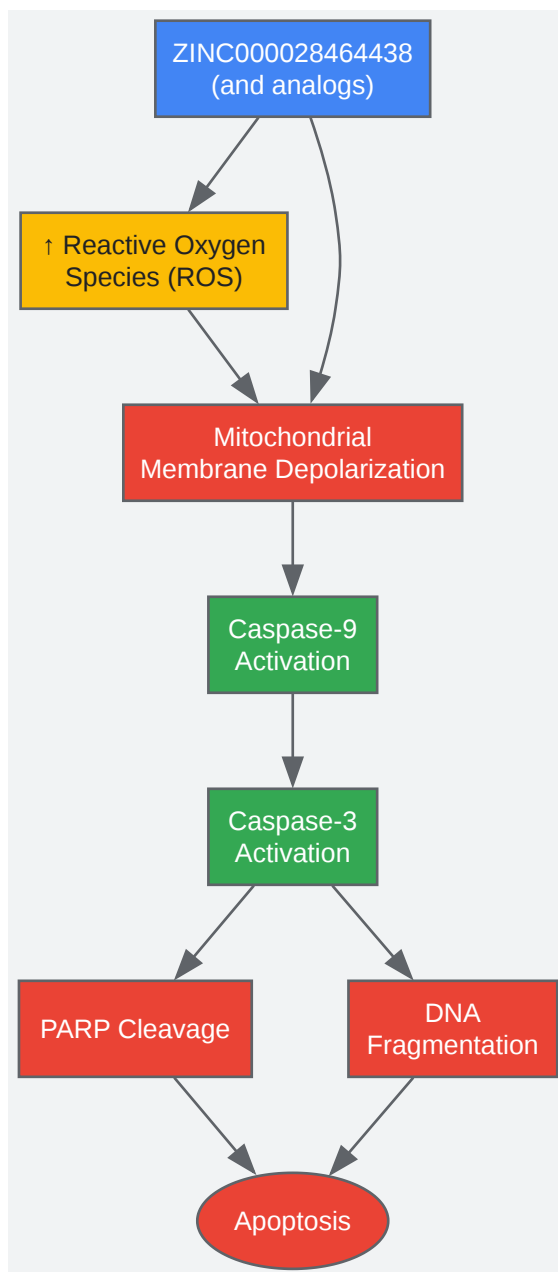 ZINC000028464438
(and analogs)
↑ Reactive Oxygen
Species (ROS)
Mitochondrial
Membrane Depolarization
Caspase-9
Activation
Caspase-3
Activation
PARP Cleavage
DNA
Fragmentation
Apoptosis